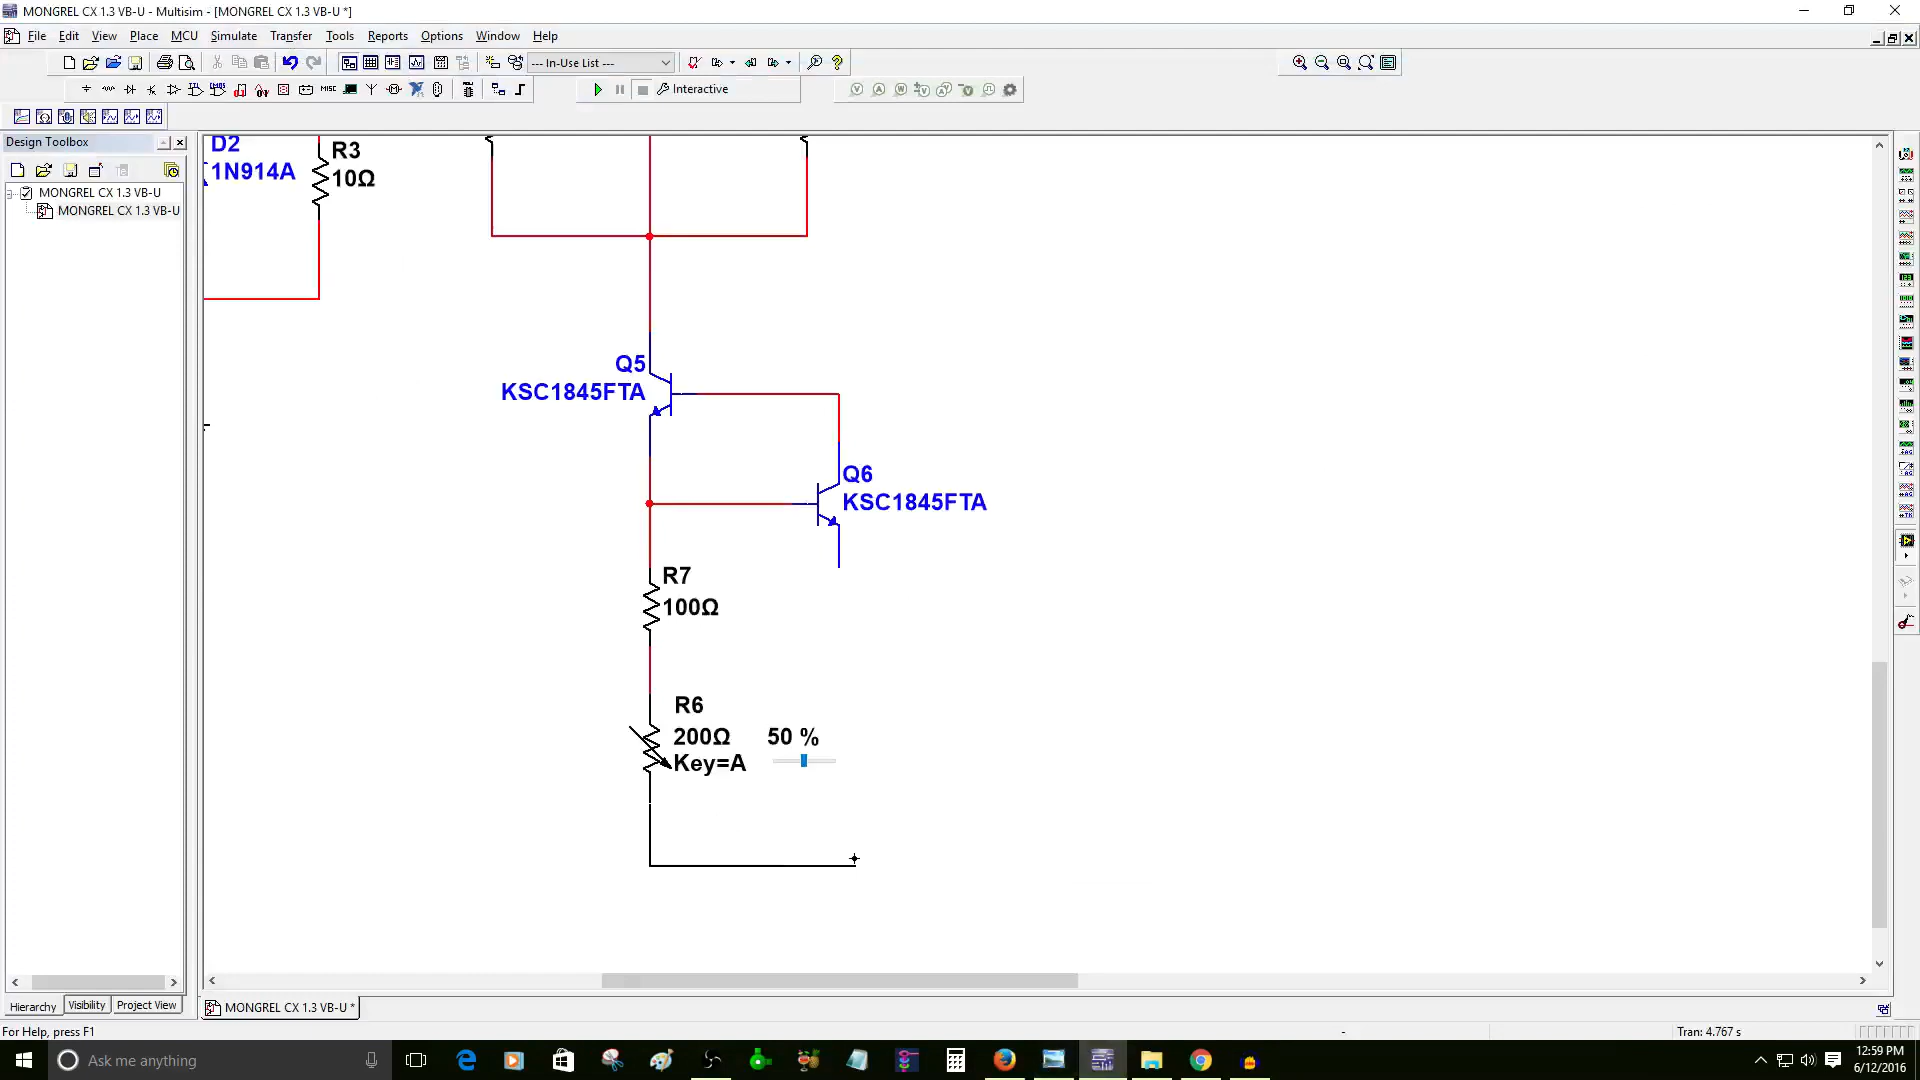 MONGREL CX 1.3 VB-U - Multisim - [MONGREL CX 1.3 VB-U *]
File Edit View Place MCU Simulate Transfer Tools Reports Options Window Help
--- In-Use List ---
MISC
Interactive
Design Toolbox
MONGREL CX 1.3 VB-U
MONGREL CX 1.3 VB-U
D2
1N914A
R3
10Ω
Q5
KSC1845FTA
Q6
KSC1845FTA
R7
100Ω
R6
200Ω 50 %
Key=A
Hierarchy Visibility Project View
MONGREL CX 1.3 VB-U *
For Help, press F1
- Tran: 4.767 s
Ask me anything
12:59 PM
6/12/2016